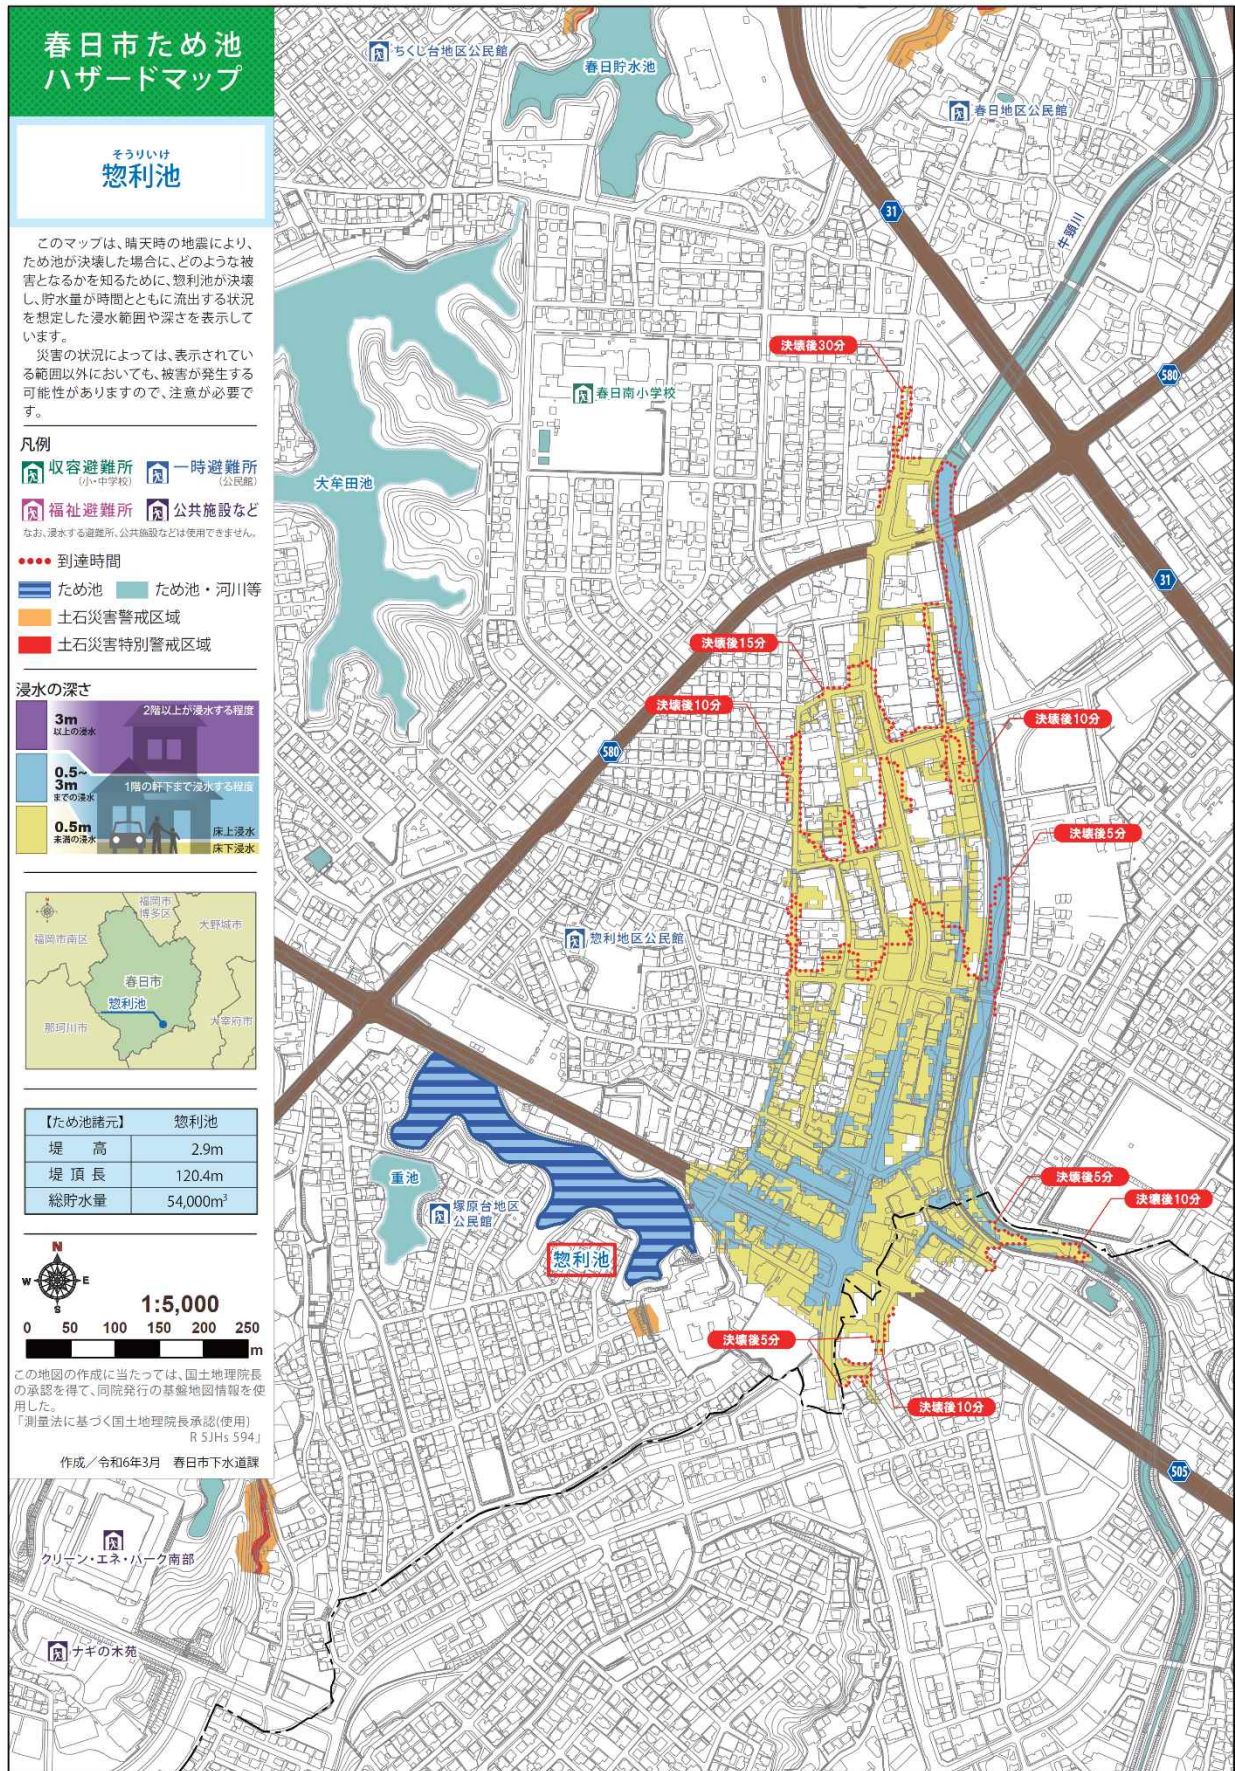 春日市ため池
ハザードマップ
そうりいけ
惣利池
このマップは、晴天時の地震により、
ため池が決壊した場合に、どのような被
害となるかを知るために、惣利池が決壊
し、貯水量が時間とともに流出する状況
を想定した浸水範囲や深さを表示して
います。
災害の状況によっては、表示されてい
る範囲以外においても、被害が発生する
可能性がありますので、注意が必要で
す。
凡例
収容避難所
(小・中学校)
一時避難所
(公民館)
福祉避難所
公共施設など
なお、浸水する避難所、公共施設などは使用できません。
到達時間
ため池
ため池・河川等
土石災害警戒区域
土石災害特別警戒区域
浸水の深さ
3m
以上の浸水
2階以上が浸水する程度
0.5~
3m
までの浸水
1階の軒下まで浸水する程度
0.5m
未満の浸水
床上浸水
床下浸水
N
福岡市
博多区
福岡市南区
大野城市
春日市
惣利池
那珂川市
大宰府市
【ため池諸元】 惣利池
堤 高 2.9m
堤頂長 120.4m
総貯水量 54,000m³
N
W
E
S
1:5,000
0 50 100 150 200 250
m
この地図の作成に当たっては、国土地理院長
の承認を得て、同院発行の基盤地図情報を使
用した。
「測量法に基づく国土地理院長承認(使用)
R 5JHs 594」
作成/令和6年3月 春日市下水道課
ちくし台地区公民館
春日貯水池
春日地区公民館
31
牛頸川
決壊後30分
580
春日南小学校
大牟田池
31
決壊後15分
決壊後10分
決壊後10分
580
決壊後5分
惣利地区公民館
重池
塚原台地区
公民館
惣利池
決壊後5分
決壊後10分
決壊後5分
決壊後10分
505
クリーン・エネ・パーク南部
ナギの木苑